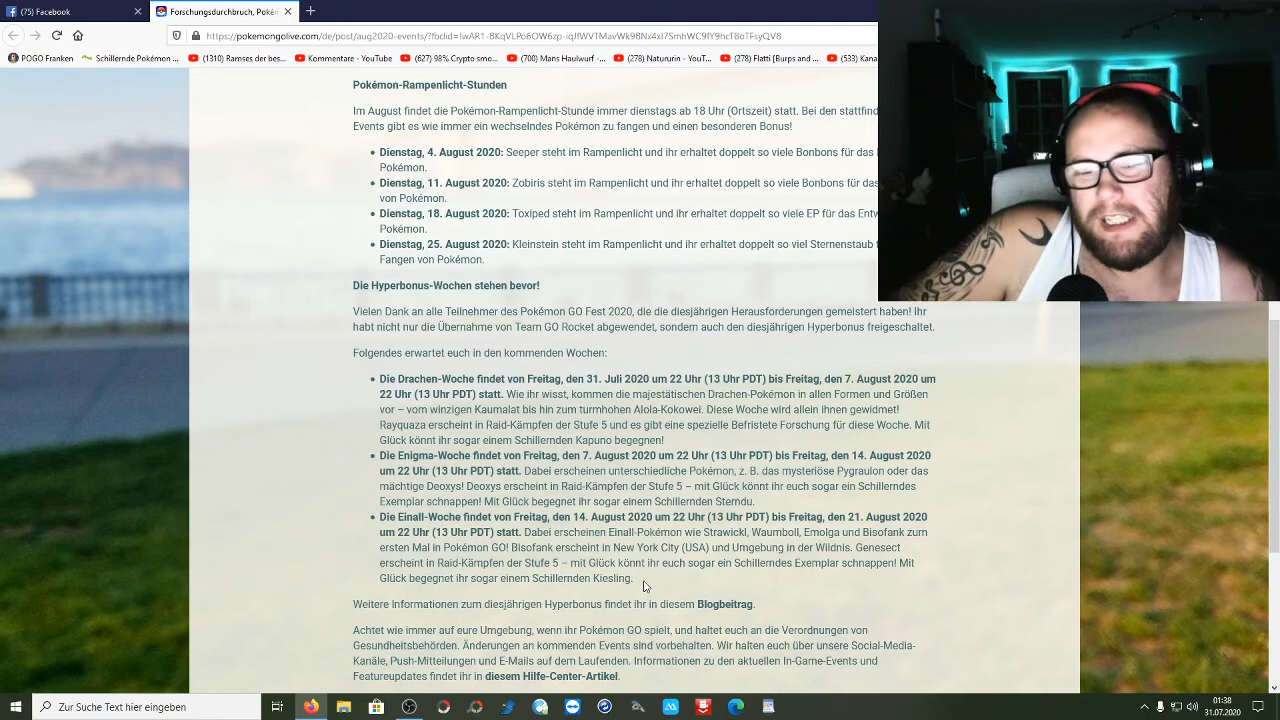 Forschungsdurchbruch, Pokém
https://pokemongolive.com/de/post/aug2020-events/?fbclid=IwAR1-BKqVLPo6OW6zp-iqJfWVTMavWk9BNx4xI7SmhWC9fY9hcT8oTFsyQV8
POGO Franken
Schillernde Pokémon ...
(1310) Ramses der bes...
Kommentare - YouTube
(627) 98% Crypto smo...
(700) Mans Haulwurf -...
(278) Natururin - YouT...
(278) Flatti [Burps and ...
(533) Kana
Pokémon-Rampenlicht-Stunden
Im August findet die Pokémon-Rampenlicht-Stunde immer dienstags ab 18 Uhr (Ortszeit) statt. Bei den stattfind
Events gibt es wie immer ein wechselndes Pokémon zu fangen und einen besonderen Bonus!
• Dienstag, 4. August 2020: Seeper steht im Rampenlicht und ihr erhaltet doppelt so viele Bonbons für das
Pokémon.
• Dienstag, 11. August 2020: Zobiris steht im Rampenlicht und ihr erhaltet doppelt so viele Bonbons für das
von Pokémon.
• Dienstag, 18. August 2020: Toxiped steht im Rampenlicht und ihr erhaltet doppelt so viele EP für das Entw
Pokémon.
• Dienstag, 25. August 2020: Kleinstein steht im Rampenlicht und ihr erhaltet doppelt so viel Sternenstaub f
Fangen von Pokémon.
Die Hyperbonus-Wochen stehen bevor!
Vielen Dank an alle Teilnehmer des Pokémon GO Fest 2020, die die diesjährigen Herausforderungen gemeistert haben! Ihr
habt nicht nur die Übernahme von Team GO Rocket abgewendet, sondern auch den diesjährigen Hyperbonus freigeschaltet.
Folgendes erwartet euch in den kommenden Wochen:
• Die Drachen-Woche findet von Freitag, den 31. Juli 2020 um 22 Uhr (13 Uhr PDT) bis Freitag, den 7. August 2020 um
22 Uhr (13 Uhr PDT) statt. Wie ihr wisst, kommen die majestätischen Drachen-Pokémon in allen Formen und Größen
vor – vom winzigen Kaumalat bis hin zum turmhohen Alola-Kokowei. Diese Woche wird allein ihnen gewidmet!
Rayquaza erscheint in Raid-Kämpfen der Stufe 5 und es gibt eine spezielle Befristete Forschung für diese Woche. Mit
Glück könnt ihr sogar einem Schillernden Kapuno begegnen!
• Die Enigma-Woche findet von Freitag, den 7. August 2020 um 22 Uhr (13 Uhr PDT) bis Freitag, den 14. August 2020
um 22 Uhr (13 Uhr PDT) statt. Dabei erscheinen unterschiedliche Pokémon, z. B. das mysteriöse Pygraulon oder das
mächtige Deoxys! Deoxys erscheint in Raid-Kämpfen der Stufe 5 – mit Glück könnt ihr euch sogar ein Schillerndes
Exemplar schnappen! Mit Glück begegnet ihr sogar einem Schillernden Sterndu.
• Die Einall-Woche findet von Freitag, den 14. August 2020 um 22 Uhr (13 Uhr PDT) bis Freitag, den 21. August 2020
um 22 Uhr (13 Uhr PDT) statt. Dabei erscheinen Einall-Pokémon wie Strawickl, Waumboll, Emolga und Bisofank zum
ersten Mal in Pokémon GO! Bisofank erscheint in New York City (USA) und Umgebung in der Wildnis. Genesect
erscheint in Raid-Kämpfen der Stufe 5 – mit Glück könnt ihr euch sogar ein Schillerndes Exemplar schnappen! Mit
Glück begegnet ihr sogar einem Schillernden Kiesling.
Weitere Informationen zum diesjährigen Hyperbonus findet ihr in diesem Blogbeitrag.
Achtet wie immer auf eure Umgebung, wenn ihr Pokémon GO spielt, und haltet euch an die Verordnungen von
Gesundheitsbehörden. Änderungen an kommenden Events sind vorbehalten. Wir halten euch über unsere Social-Media-
Kanäle, Push-Mitteilungen und E-Mails auf dem Laufenden. Informationen zu den aktuellen In-Game-Events und
Featureupdates findet ihr in diesem Hilfe-Center-Artikel.
Zur Suche Text hier eingeben
01:38
31.07.2020